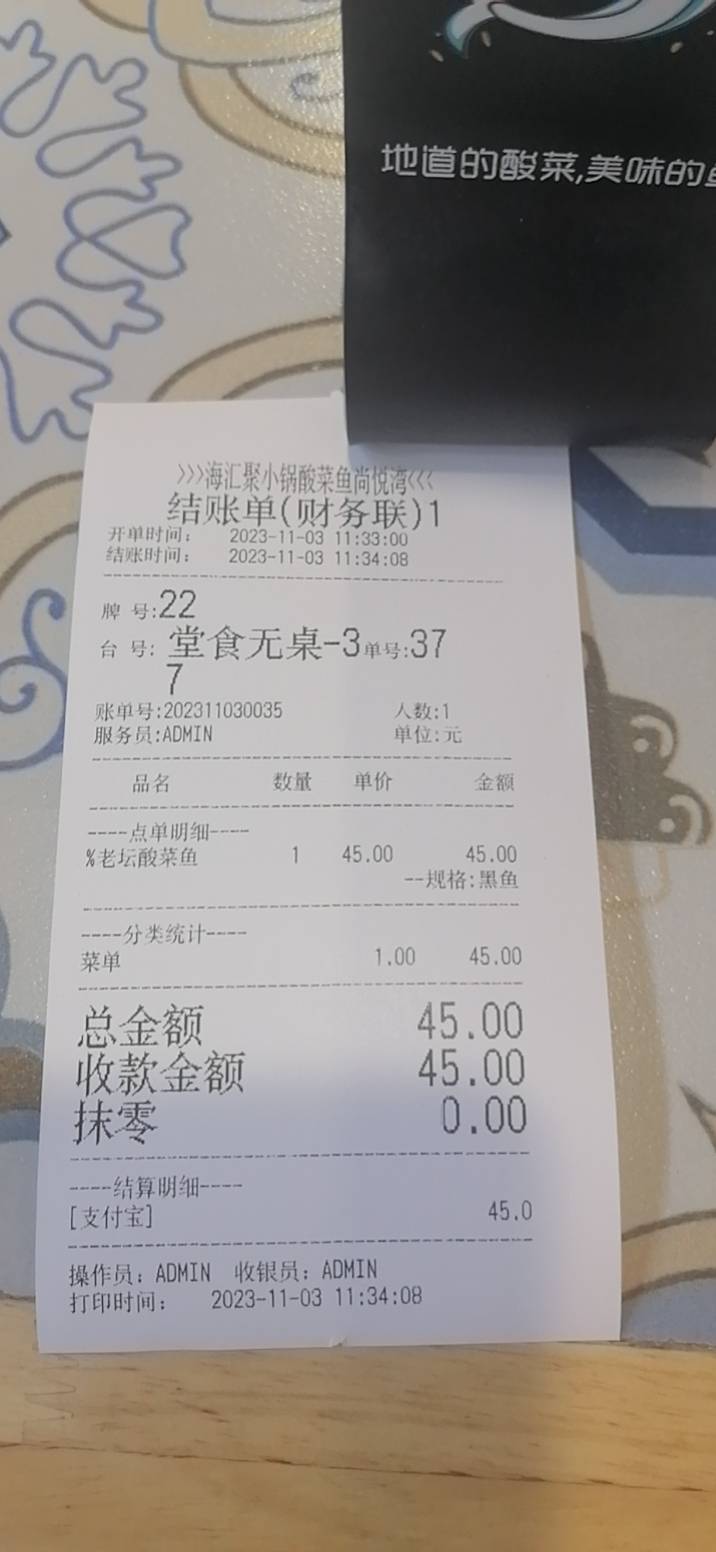 地道的酸菜,美味的
>>>海汇聚小锅酸菜鱼尚悦湾<<<
结账单(财务联)1
开单时间: 2023-11-03 11:33:00
结账时间: 2023-11-03 11:34:08
牌 号:22
台 号: 堂食无桌-3单号:37
7
账单号:202311030035 人数:1
服务员:ADMIN 单位:元
品名 数量 单价 金额
----点单明细----
%老坛酸菜鱼 1 45.00 45.00
--规格:黑鱼
----分类统计----
菜单 1.00 45.00
总金额 45.00
收款金额 45.00
抹零 0.00
----结算明细----
[支付宝] 45.0
操作员: ADMIN 收银员: ADMIN
打印时间: 2023-11-03 11:34:08